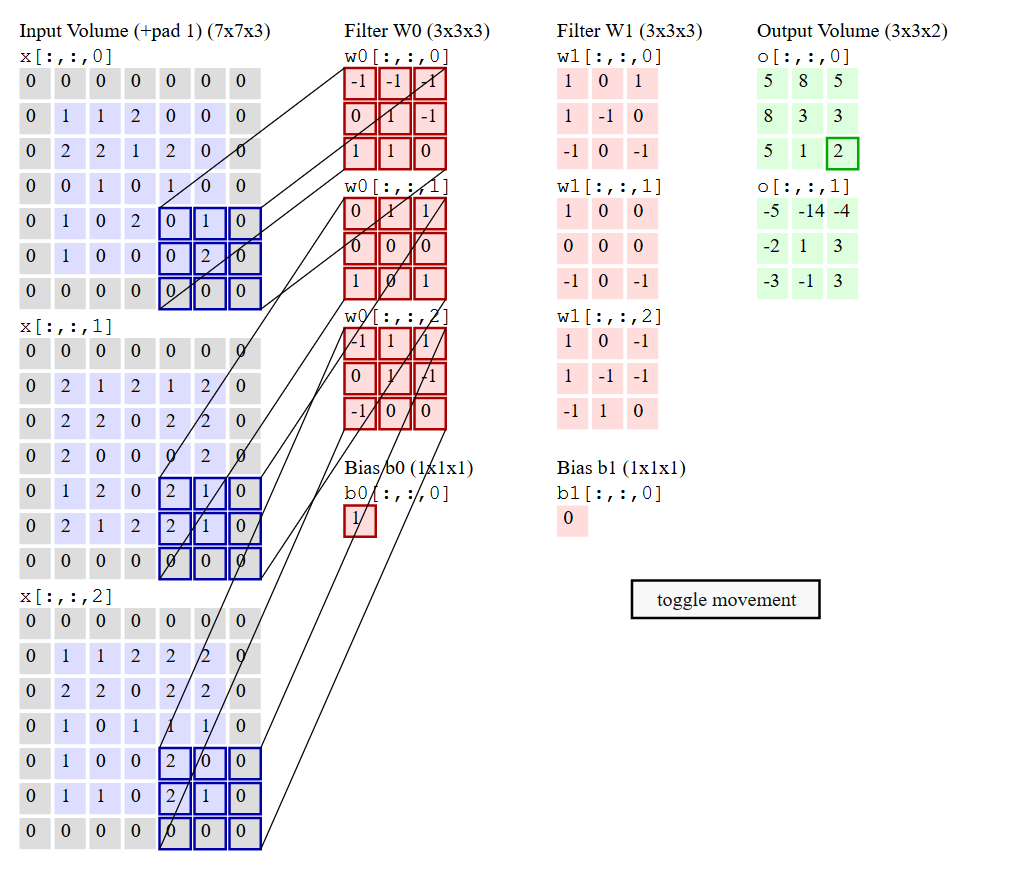 Input Volume (+pad 1) (7x7x3)
x[:,:,0]
0 0 0 0 0 0 0
0 1 1 2 0 0 0
0 2 2 1 2 0 0
0 0 1 0 1 0 0
0 1 0 2 0 1 0
0 1 0 0 0 2 0
0 0 0 0 0 0 0
x[:,:,1]
0 0 0 0 0 0 0
0 2 1 2 1 2 0
0 2 2 0 2 2 0
0 2 0 0 0 2 0
0 1 2 0 2 1 0
0 2 1 2 2 1 0
0 0 0 0 0 0 0
x[:,:,2]
0 0 0 0 0 0 0
0 1 1 2 2 2 0
0 2 2 0 2 2 0
0 1 0 1 1 1 0
0 1 0 0 2 0 0
0 1 1 0 2 1 0
0 0 0 0 0 0 0
Filter W0 (3x3x3)
w0[:,:,0]
-1 -1 -1
0 1 -1
1 1 0
w0[:,:,1]
0 1 1
0 0 0
1 0 1
w0[:,:,2]
-1 1 1
0 1 -1
-1 0 0
Bias b0 (1x1x1)
b0[:,:,0]
1
Filter W1 (3x3x3)
w1[:,:,0]
1 0 1
1 -1 0
-1 0 -1
w1[:,:,1]
1 0 0
0 0 0
-1 0 -1
w1[:,:,2]
1 0 -1
1 -1 -1
-1 1 0
Bias b1 (1x1x1)
b1[:,:,0]
0
Output Volume (3x3x2)
o[:,:,0]
5 8 5
8 3 3
5 1 2
o[:,:,1]
-5 -14 -4
-2 1 3
-3 -1 3
toggle movement